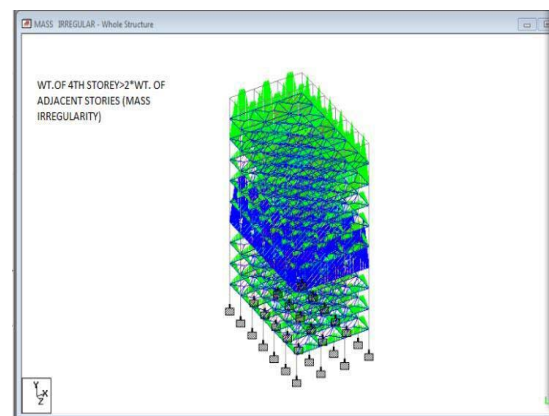 MASS IRREGULAR - Whole Structure
WT.OF 4TH STOREY>2*WT. OF
ADJACENT STORIES (MASS
IRREGULARITY)
Y
X
Z
L